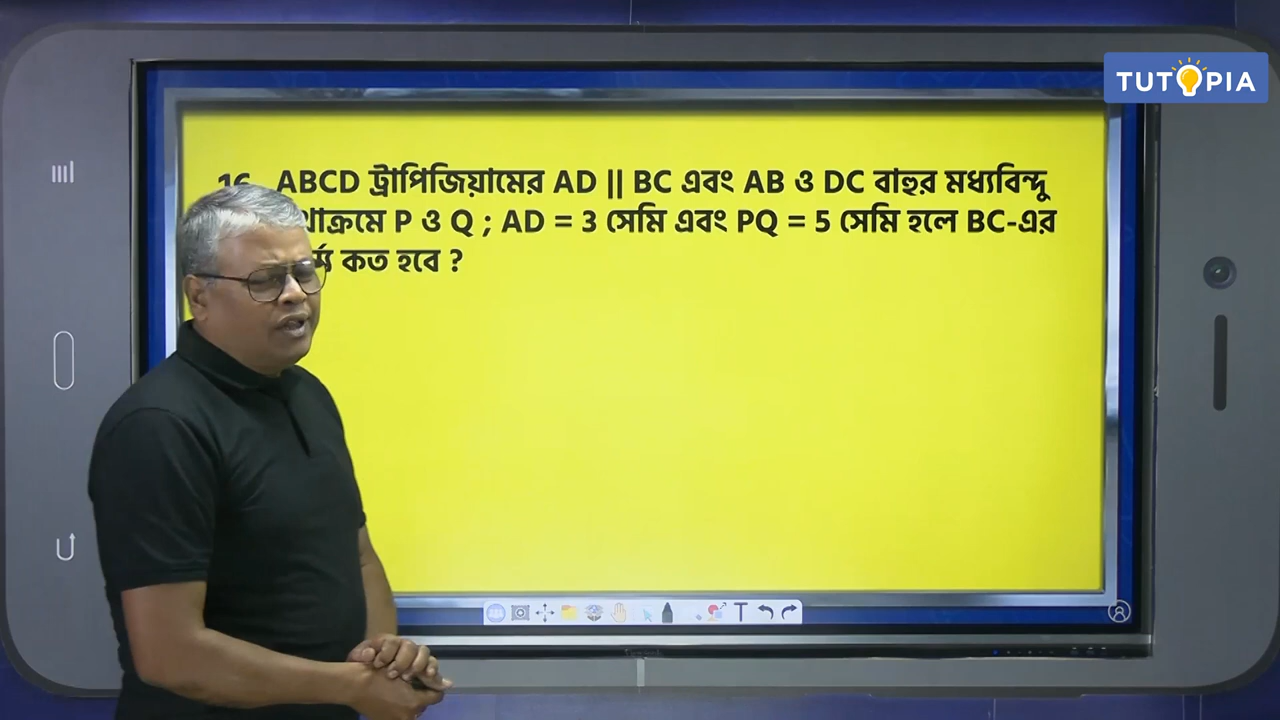 TUTOPIA
16. ABCD ট্রাপিজিয়ামের AD || BC এবং AB ও DC বাহুর মধ্যবিন্দু
P ও Q ; AD = 3 সেমি এবং PQ = 5 সেমি হলে BC-এর
কত হবে ?
T